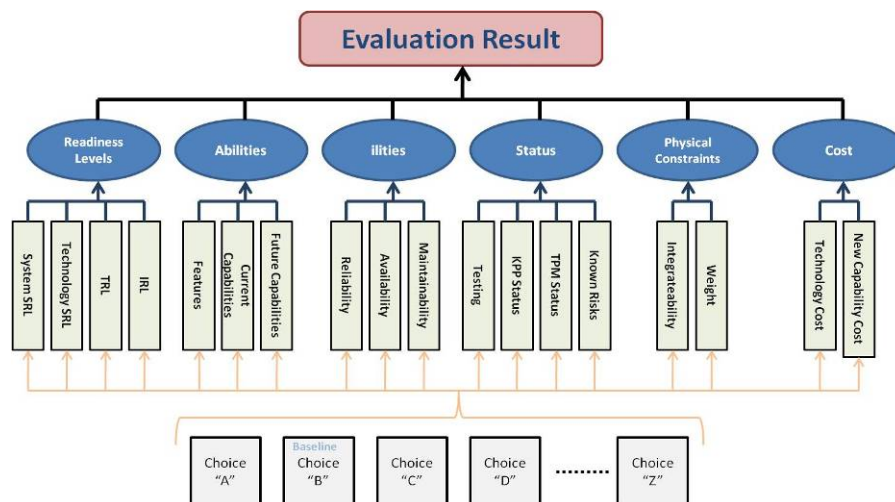 Evaluation Result
Readiness
Levels
Abilities
ilities
Status
Physical
Constraints
Cost
System SRL
Technology SRL
TRL
IRL
Features
Current
Capabilities
Future Capabilities
Reliability
Availability
Maintainability
Testing
KPP Status
TPM Status
Known Risks
Integrateability
Weight
Technology Cost
New Capability Cost
Choice
"A"
Baseline
Choice
"B"
Choice
"C"
Choice
"D"
Choice
"Z"